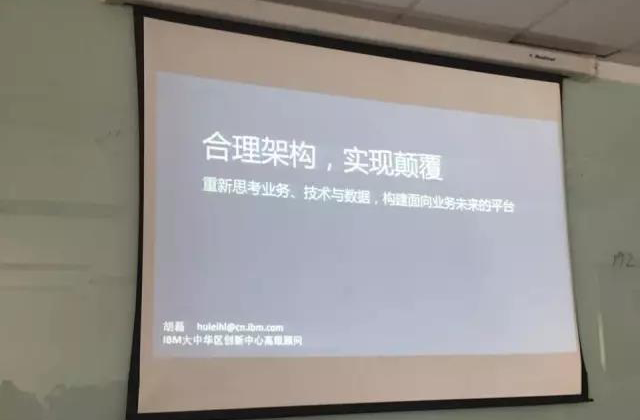 合理架构，实现颠覆
重新思考业务、技术与数据，构建面向业务未来的平台
胡磊 huleihl@cn.ibm.com
IBM大中华区创新中心高级顾问